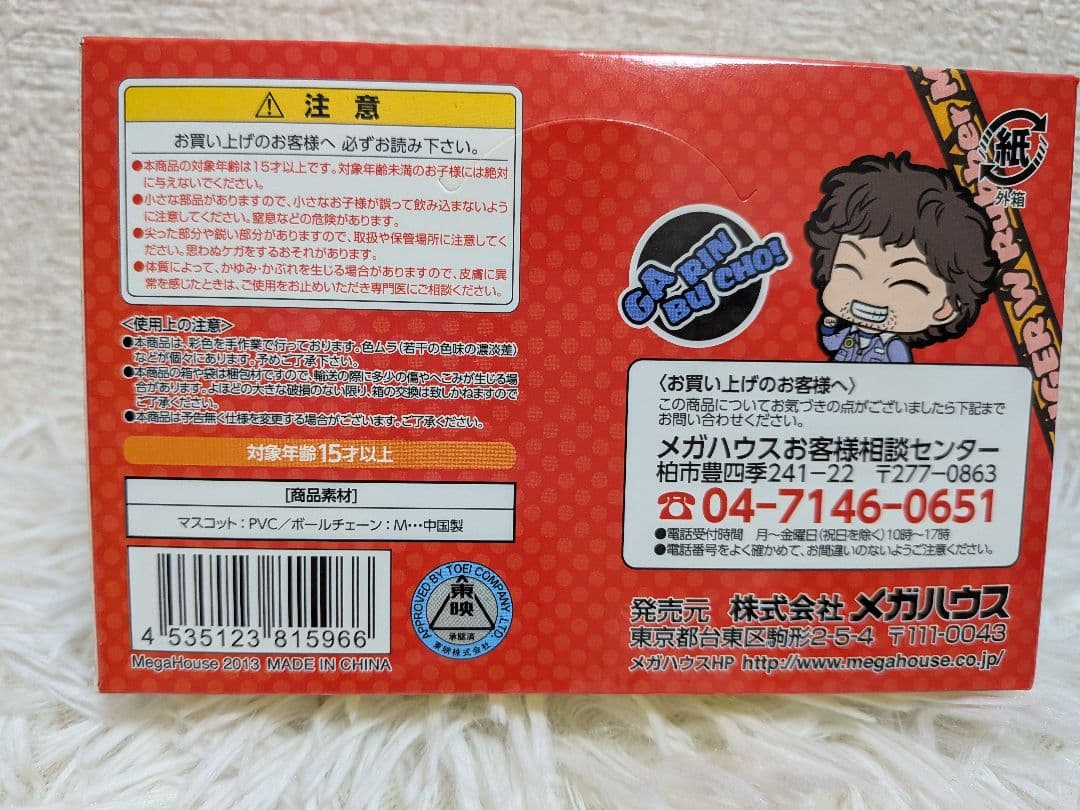 ⚠ 注意
お買い上げのお客様へ 必ずお読み下さい。
●本商品の対象年齢は15才以上です。対象年齢未満のお子様には絶対
に与えないでください。
●小さな部品がありますので、小さなお子様が誤って飲み込まないよう
に注意してください。窒息などの危険があります。
●尖った部分や鋭い部分がありますので、取扱や保管場所に注意してく
ださい。思わぬケガをするおそれがあります。
●体質によって、かゆみ・かぶれを生じる場合がありますので、皮膚に異
常を感じたときは、ご使用をお止めいただき専門医にご相談ください。
<使用上の注意>
●本商品は、彩色を手作業で行っております。色ムラ(若干の色味の濃淡差)
などが個々にあります。予めご了承下さい。
●本商品の箱や袋は梱包材ですので、輸送の際に多少の傷やへこみが生じる場
合があります。よほどの大きな破損のない限り、箱の交換は致しかねますので
ご了承ください。
●本商品は予告無く仕様を変更する場合がございます。ご了承ください。
対象年齢15才以上
[商品素材]
マスコット:PVC/ボールチェーン:M…中国製
4 535123 815966
MegaHouse 2013 MADE IN CHINA
APPROVED BY TOEI COMPANY, LTD.
東映
承認済
東映株式会社
GA RIN
BU CHO!
紙
外箱
Rubber M
GER W
〈お買い上げのお客様へ〉
この商品についてお気づきの点がございましたら下記まで
お問い合わせください。
メガハウスお客様相談センター
柏市豊四季241-22 〒277-0863
☎04-7146-0651
●電話受付時間 月〜金曜日(祝日を除く)10時〜17時
●電話番号をよく確かめて、お間違いのないようご注意ください。
発売元 株式会社 メガハウス
東京都台東区駒形2-5-4 〒111-0043
メガハウスHP http://www.megahouse.co.jp/